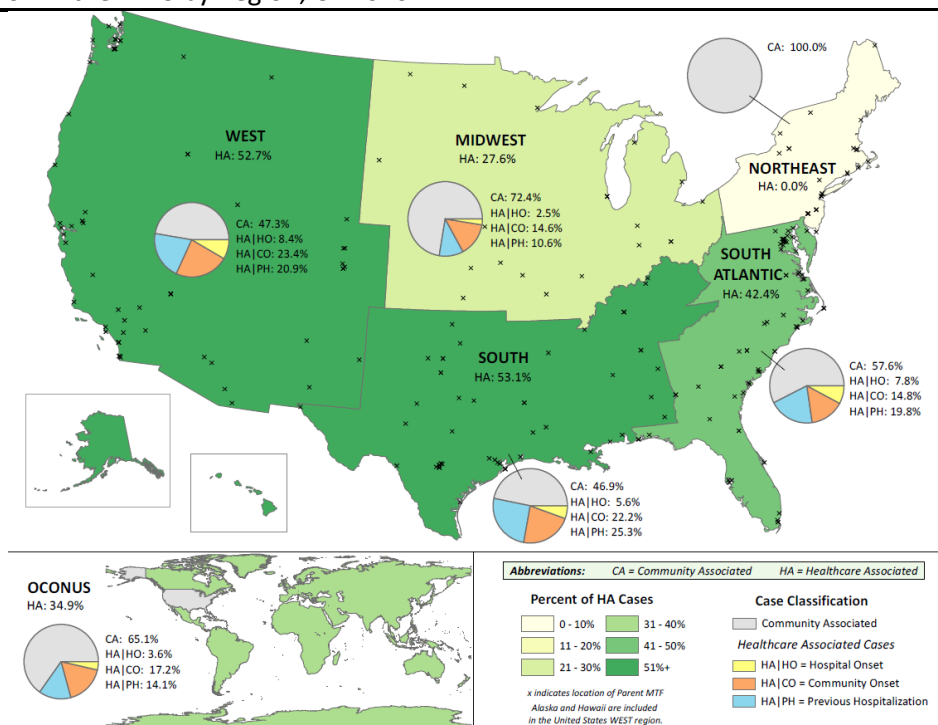 CA: 100.0%
WEST
HA: 52.7%
MIDWEST
HA: 27.6%
NORTHEAST
HA: 0.0%
CA: 47.3%
HA|HO: 8.4%
HA|CO: 23.4%
HA|PH: 20.9%
CA: 72.4%
HA|HO: 2.5%
HA|CO: 14.6%
HA|PH: 10.6%
SOUTH
ATLANTIC
HA: 42.4%
SOUTH
HA: 53.1%
CA: 57.6%
HA|HO: 7.8%
HA|CO: 14.8%
HA|PH: 19.8%
CA: 46.9%
HA|HO: 5.6%
HA|CO: 22.2%
HA|PH: 25.3%
OCONUS
HA: 34.9%
CA: 65.1%
HA|HO: 3.6%
HA|CO: 17.2%
HA|PH: 14.1%
Abbreviations: CA = Community Associated HA = Healthcare Associated
Percent of HA Cases
0 - 10%
11 - 20%
21 - 30%
31 - 40%
41 - 50%
51%+
x indicates location of Parent MTF
Alaska and Hawaii are included
in the United States WEST region.
Case Classification
Community Associated
Healthcare Associated Cases
HA|HO = Hospital Onset
HA|CO = Community Onset
HA|PH = Previous Hospitalization